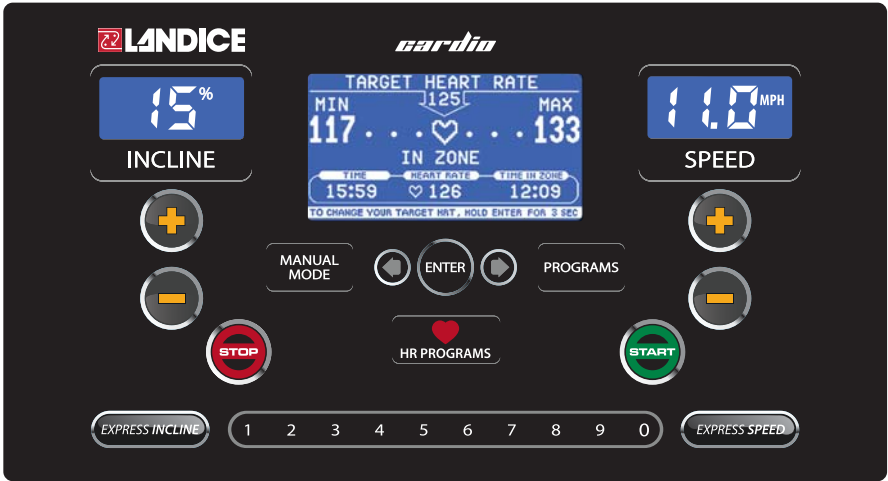 LANDICE
cardio
15%
INCLINE
TARGET HEART RATE
125
MIN
MAX
117
133
IN ZONE
TIME
HEART RATE
TIME IN ZONE
15:59
126
12:09
TO CHANGE YOUR TARGET HRT, HOLD ENTER FOR 3 SEC
11.0 MPH
SPEED
MANUAL
MODE
ENTER
PROGRAMS
HR PROGRAMS
STOP
START
EXPRESS INCLINE
1 2 3 4 5 6 7 8 9 0
EXPRESS SPEED